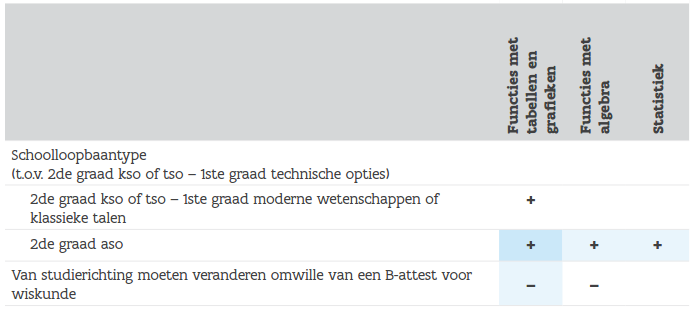 Functies met
tabellen en
grafieken
Functies met
algebra
Statistiek
Schoolloopbaantype
(t.o.v. 2de graad kso of tso – 1ste graad technische opties)
2de graad kso of tso – 1ste graad moderne wetenschappen of
klassieke talen
+
2de graad aso + + +
Van studierichting moeten veranderen omwille van een B-attest voor
wiskunde
– –